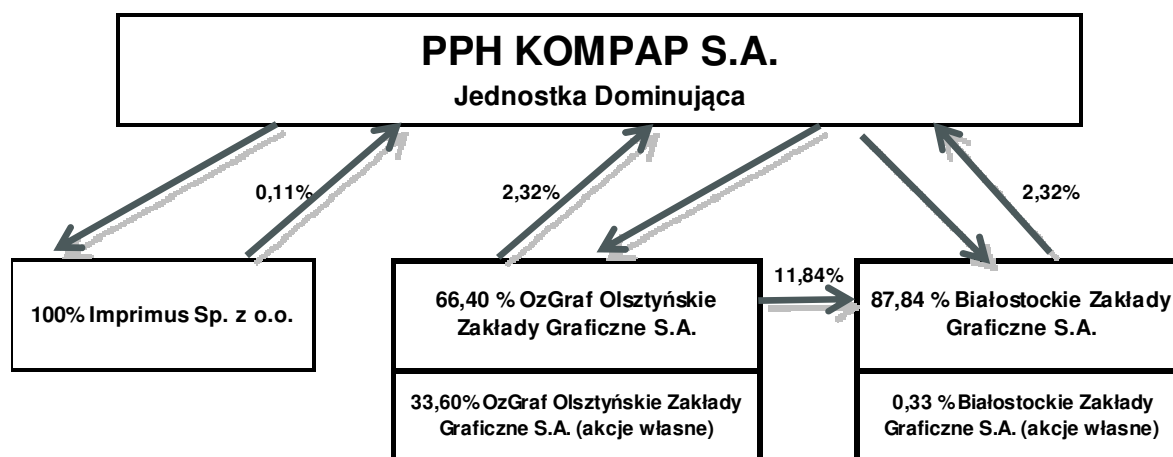 PPH KOMPAP S.A.
Jednostka Dominująca
0,11%
2,32%
2,32%
11,84%
100% Imprimus Sp. z o.o.
66,40 % OzGraf Olsztyńskie
Zakłady Graficzne S.A.
87,84 % Białostockie Zakłady
Graficzne S.A.
33,60% OzGraf Olsztyńskie Zakłady
Graficzne S.A. (akcje własne)
0,33 % Białostockie Zakłady
Graficzne S.A. (akcje własne)